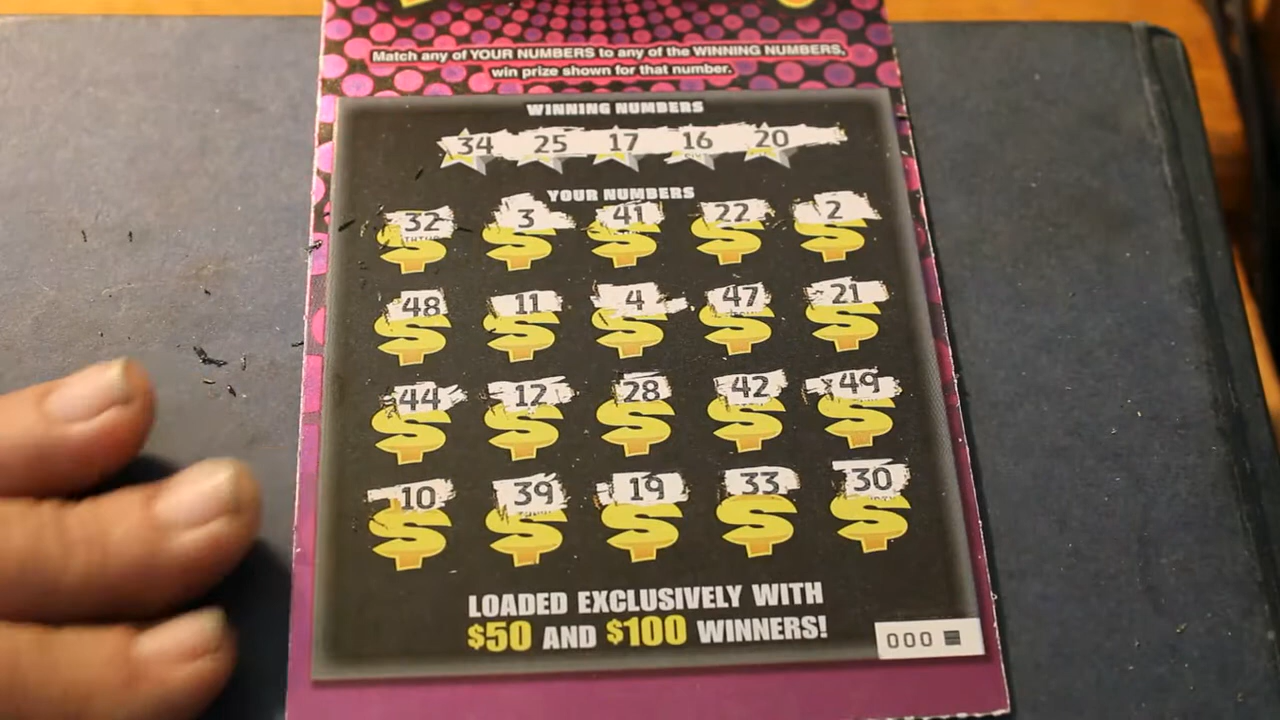 Match any of YOUR NUMBERS to any of the WINNING NUMBERS,
win prize shown for that number.
WINNING NUMBERS
34 25 17 16 20
YOUR NUMBERS
32 3 41 22 2
48 11 4 47 21
44 12 28 42 49
10 39 19 33 30
LOADED EXCLUSIVELY WITH
$50 AND $100 WINNERS!
000